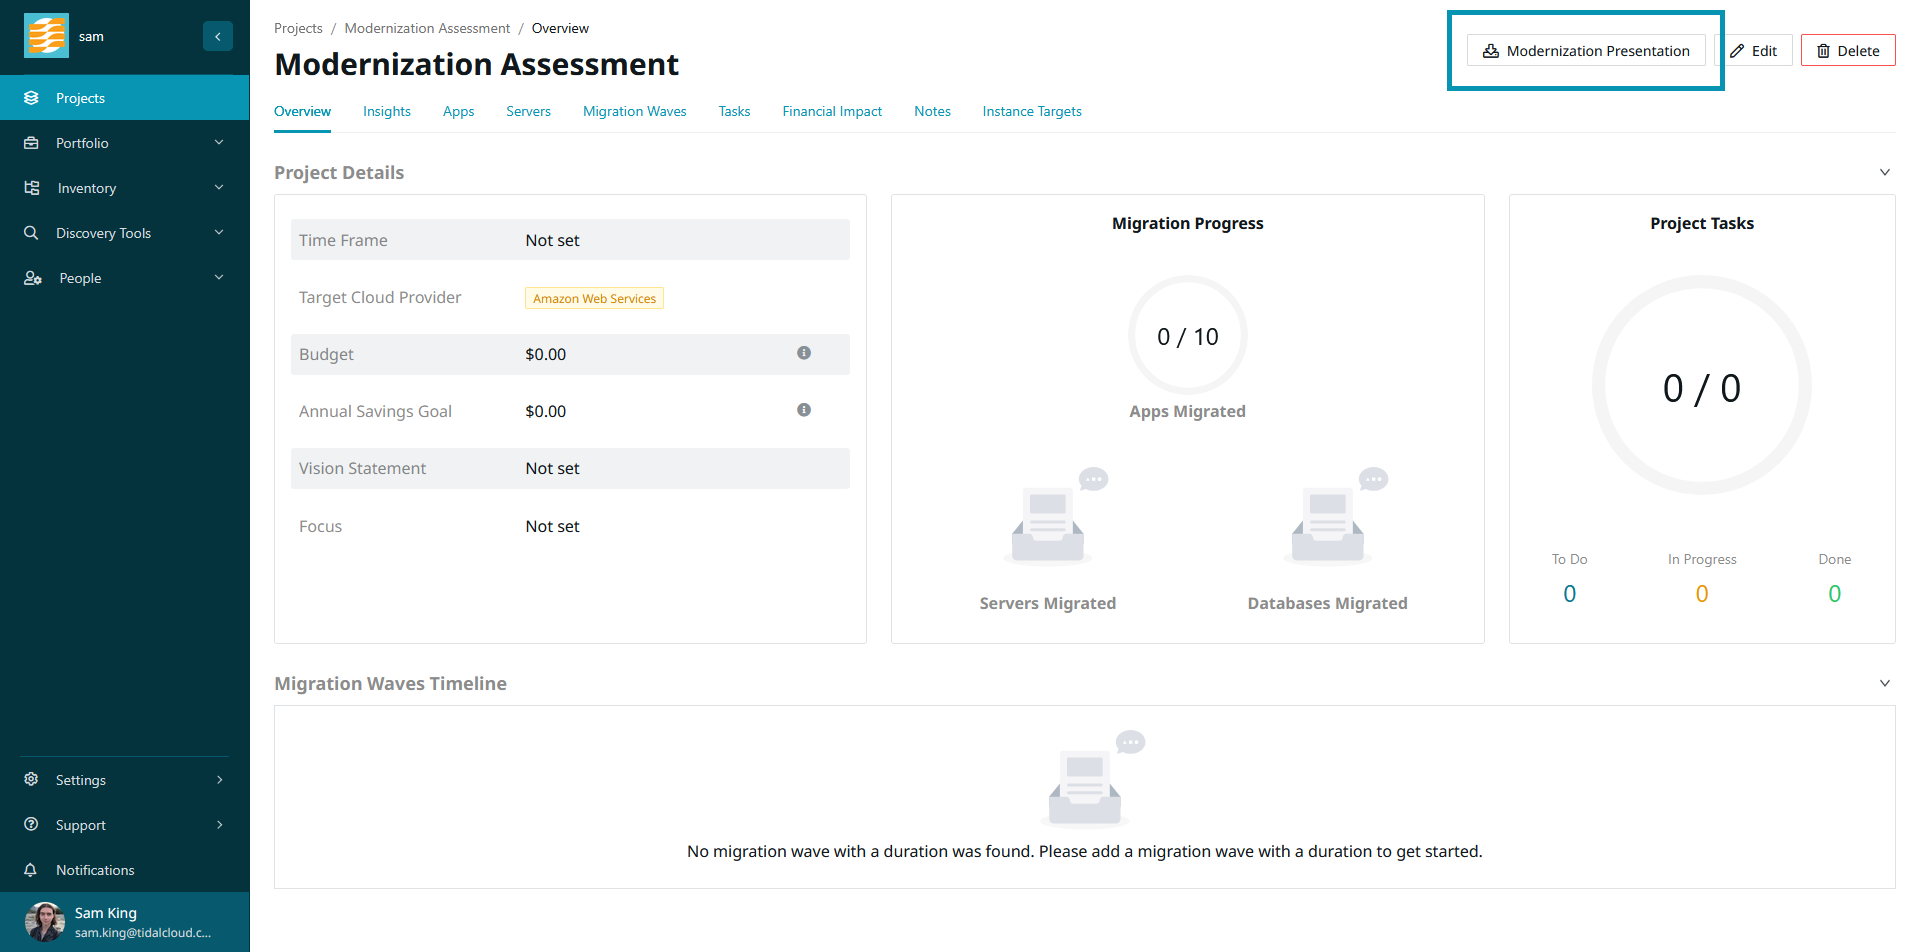 sam
Projects
Portfolio
Inventory
Discovery Tools
People
Settings
Support
Notifications
Sam King
sam.king@tidalcloud.c...
Projects / Modernization Assessment / Overview
Modernization Assessment
Modernization Presentation
Edit
Delete
Overview Insights Apps Servers Migration Waves Tasks Financial Impact Notes Instance Targets
Project Details
Time Frame Not set
Target Cloud Provider Amazon Web Services
Budget $0.00
Annual Savings Goal $0.00
Vision Statement Not set
Focus Not set
Migration Progress
0 / 10
Apps Migrated
Servers Migrated
Databases Migrated
Project Tasks
0 / 0
To Do In Progress Done
0 0 0
Migration Waves Timeline
No migration wave with a duration was found. Please add a migration wave with a duration to get started.